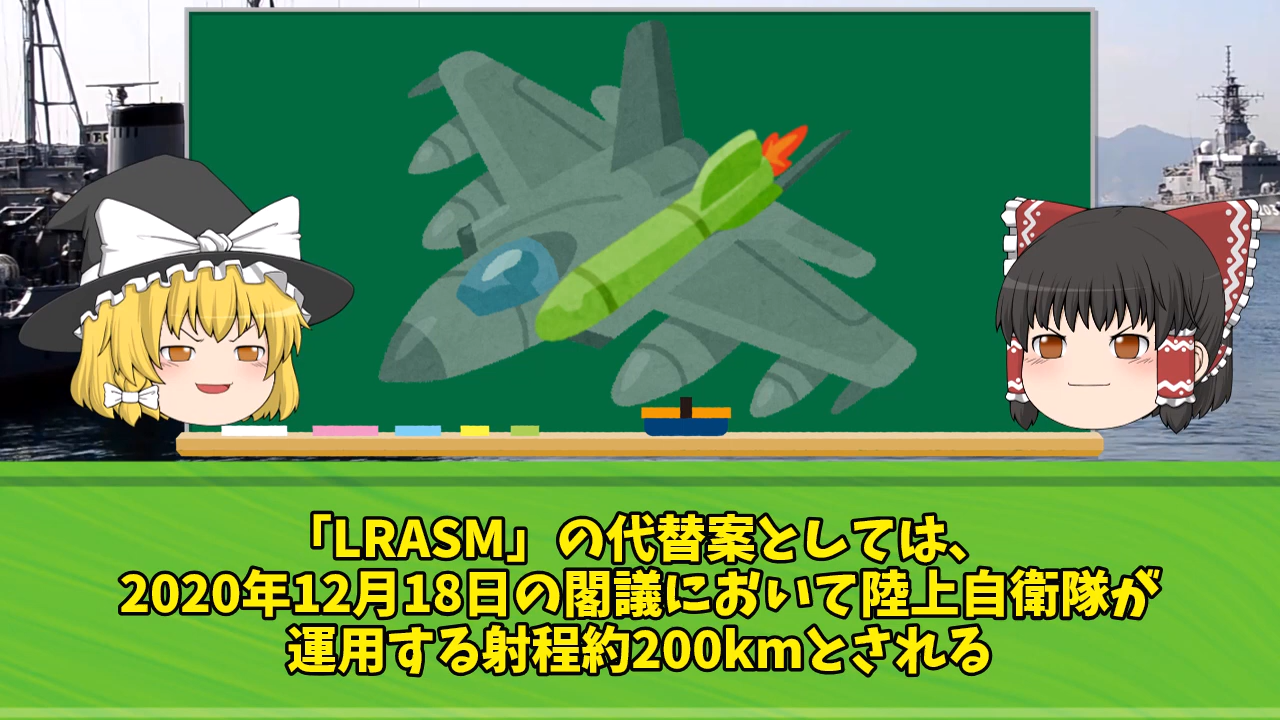 「LRASM」の代替案としては、
2020年12月18日の閣議において陸上自衛隊が
運用する射程約200kmとされる